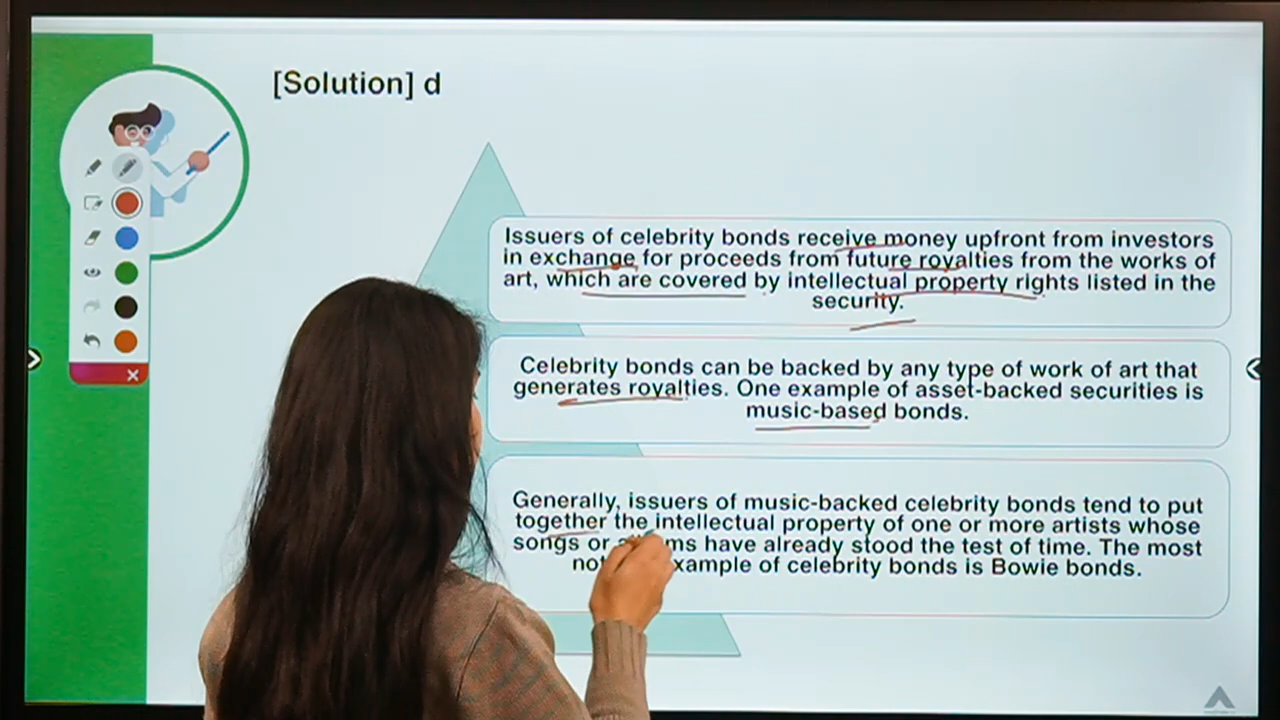 [Solution] d
Issuers of celebrity bonds receive money upfront from investors
in exchange for proceeds from future royalties from the works of
art, which are covered by intellectual property rights listed in the
security.
Celebrity bonds can be backed by any type of work of art that
generates royalties. One example of asset-backed securities is
music-based bonds.
Generally, issuers of music-backed celebrity bonds tend to put
together the intellectual property of one or more artists whose
songs or have already stood the test of time. The most
example of celebrity bonds is Bowie bonds.